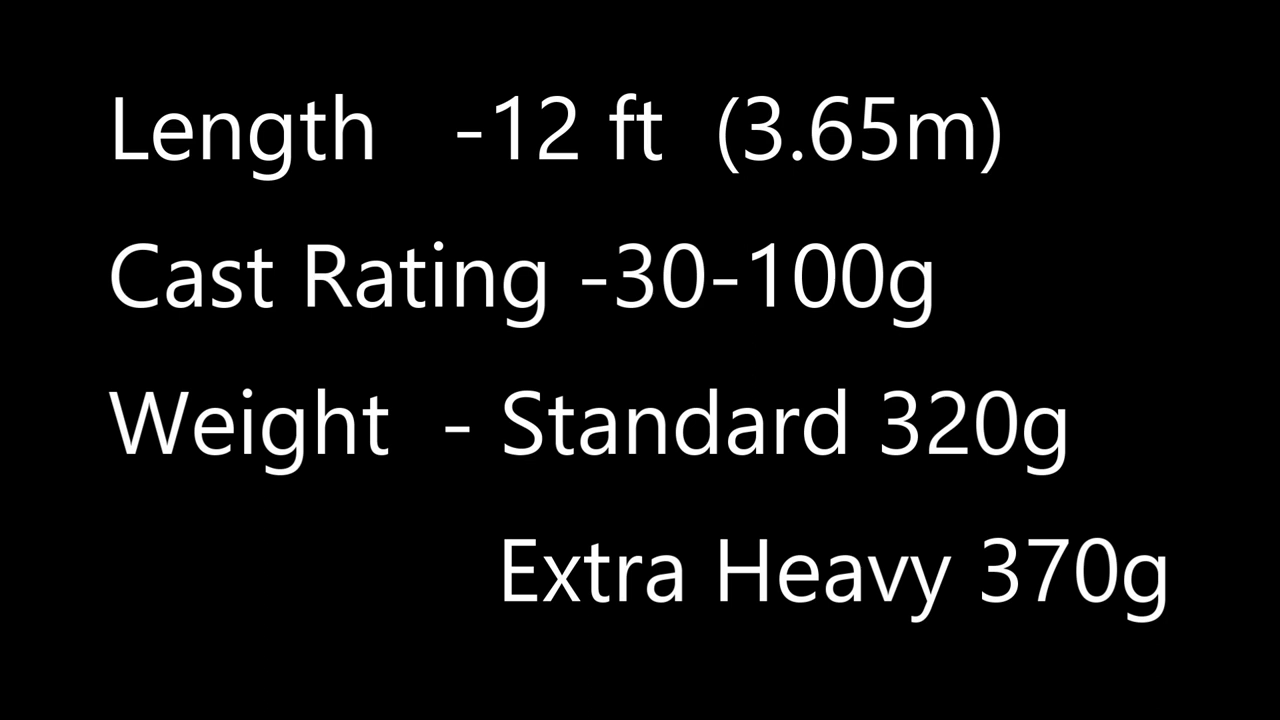 Length -12 ft (3.65m)
Cast Rating -30-100g
Weight - Standard 320g
Extra Heavy 370g